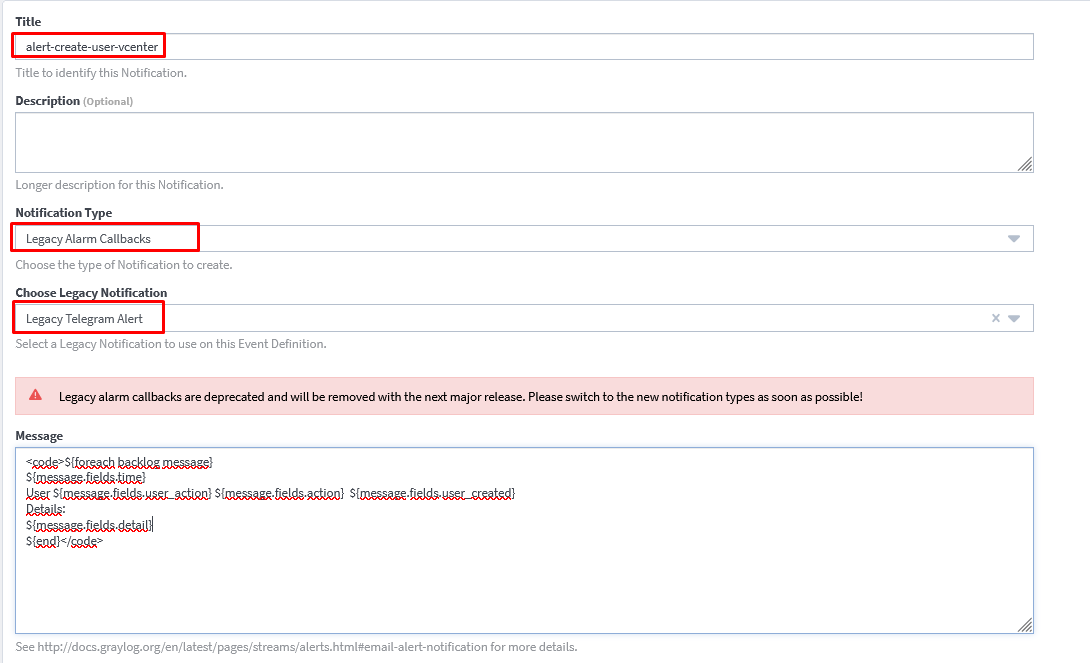 Title
alert-create-user-vcenter
Title to identify this Notification.
Description (Optional)
Longer description for this Notification.
Notification Type
Legacy Alarm Callbacks
Choose the type of Notification to create.
Choose Legacy Notification
Legacy Telegram Alert
Select a Legacy Notification to use on this Event Definition.
Legacy alarm callbacks are deprecated and will be removed with the next major release. Please switch to the new notification types as soon as possible!
Message
<code>${foreach backlog message}
${message.fields.time}
User ${message.fields.user_action} ${message.fields.action}  ${message.fields.user_created}
Details:
${message.fields.detail}
${end}</code>
See http://docs.graylog.org/en/latest/pages/streams/alerts.html#email-alert-notification for more details.